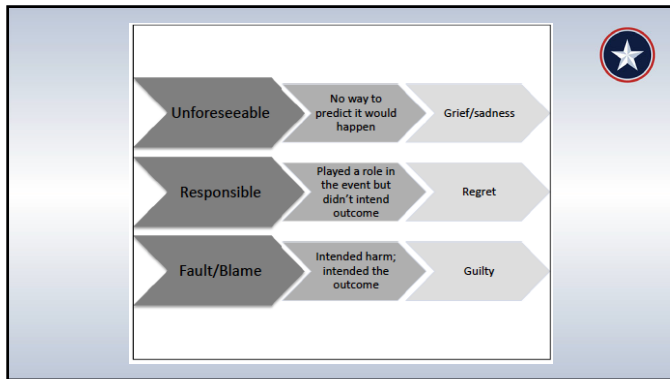 Unforeseeable
No way to
predict it would
happen
Grief/sadness
Responsible
Played a role in
the event but
didn't intend
outcome
Regret
Fault/Blame
Intended harm;
intended the
outcome
Guilty